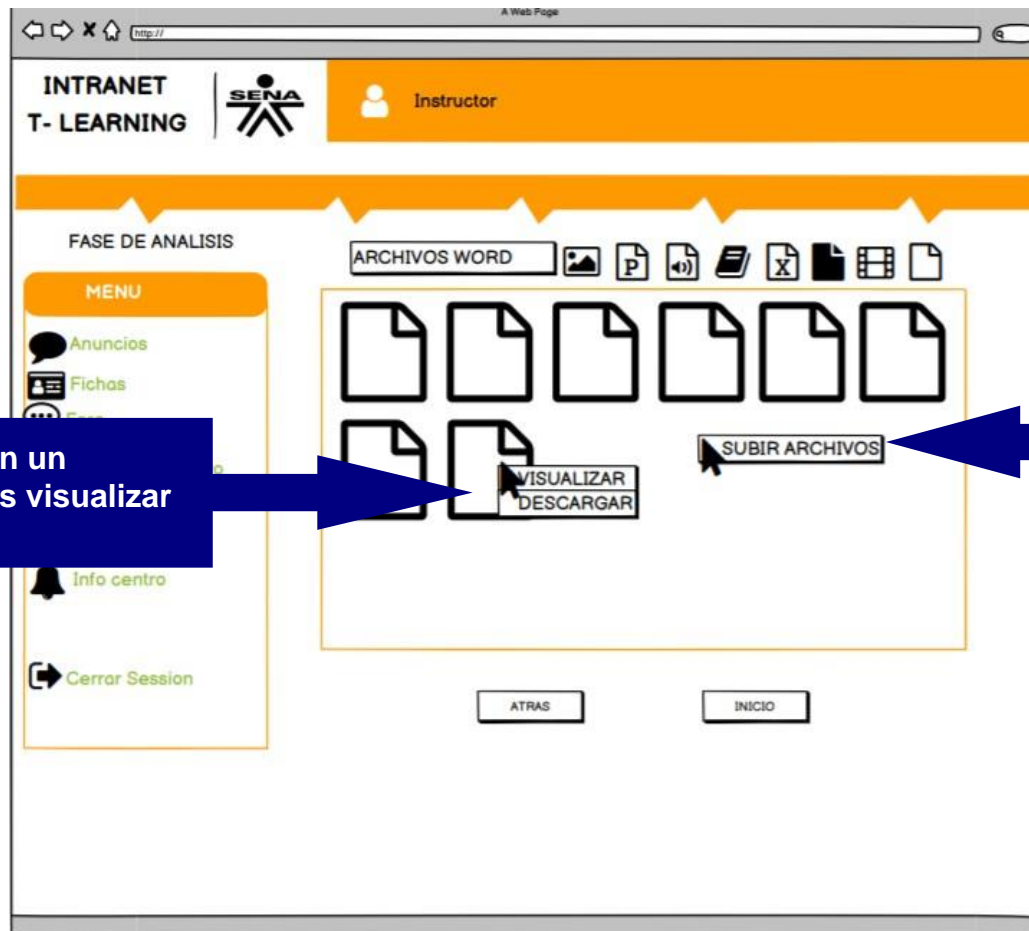 A Web Page
http://
INTRANET
T- LEARNING
SENA
Instructor
FASE DE ANALISIS
ARCHIVOS WORD
P
X
MENU
Anuncios
Fichas
n un
s visualizar
SUBIR ARCHIVOS
VISUALIZAR
DESCARGAR
Info centro
Cerrar Session
ATRAS
INICIO